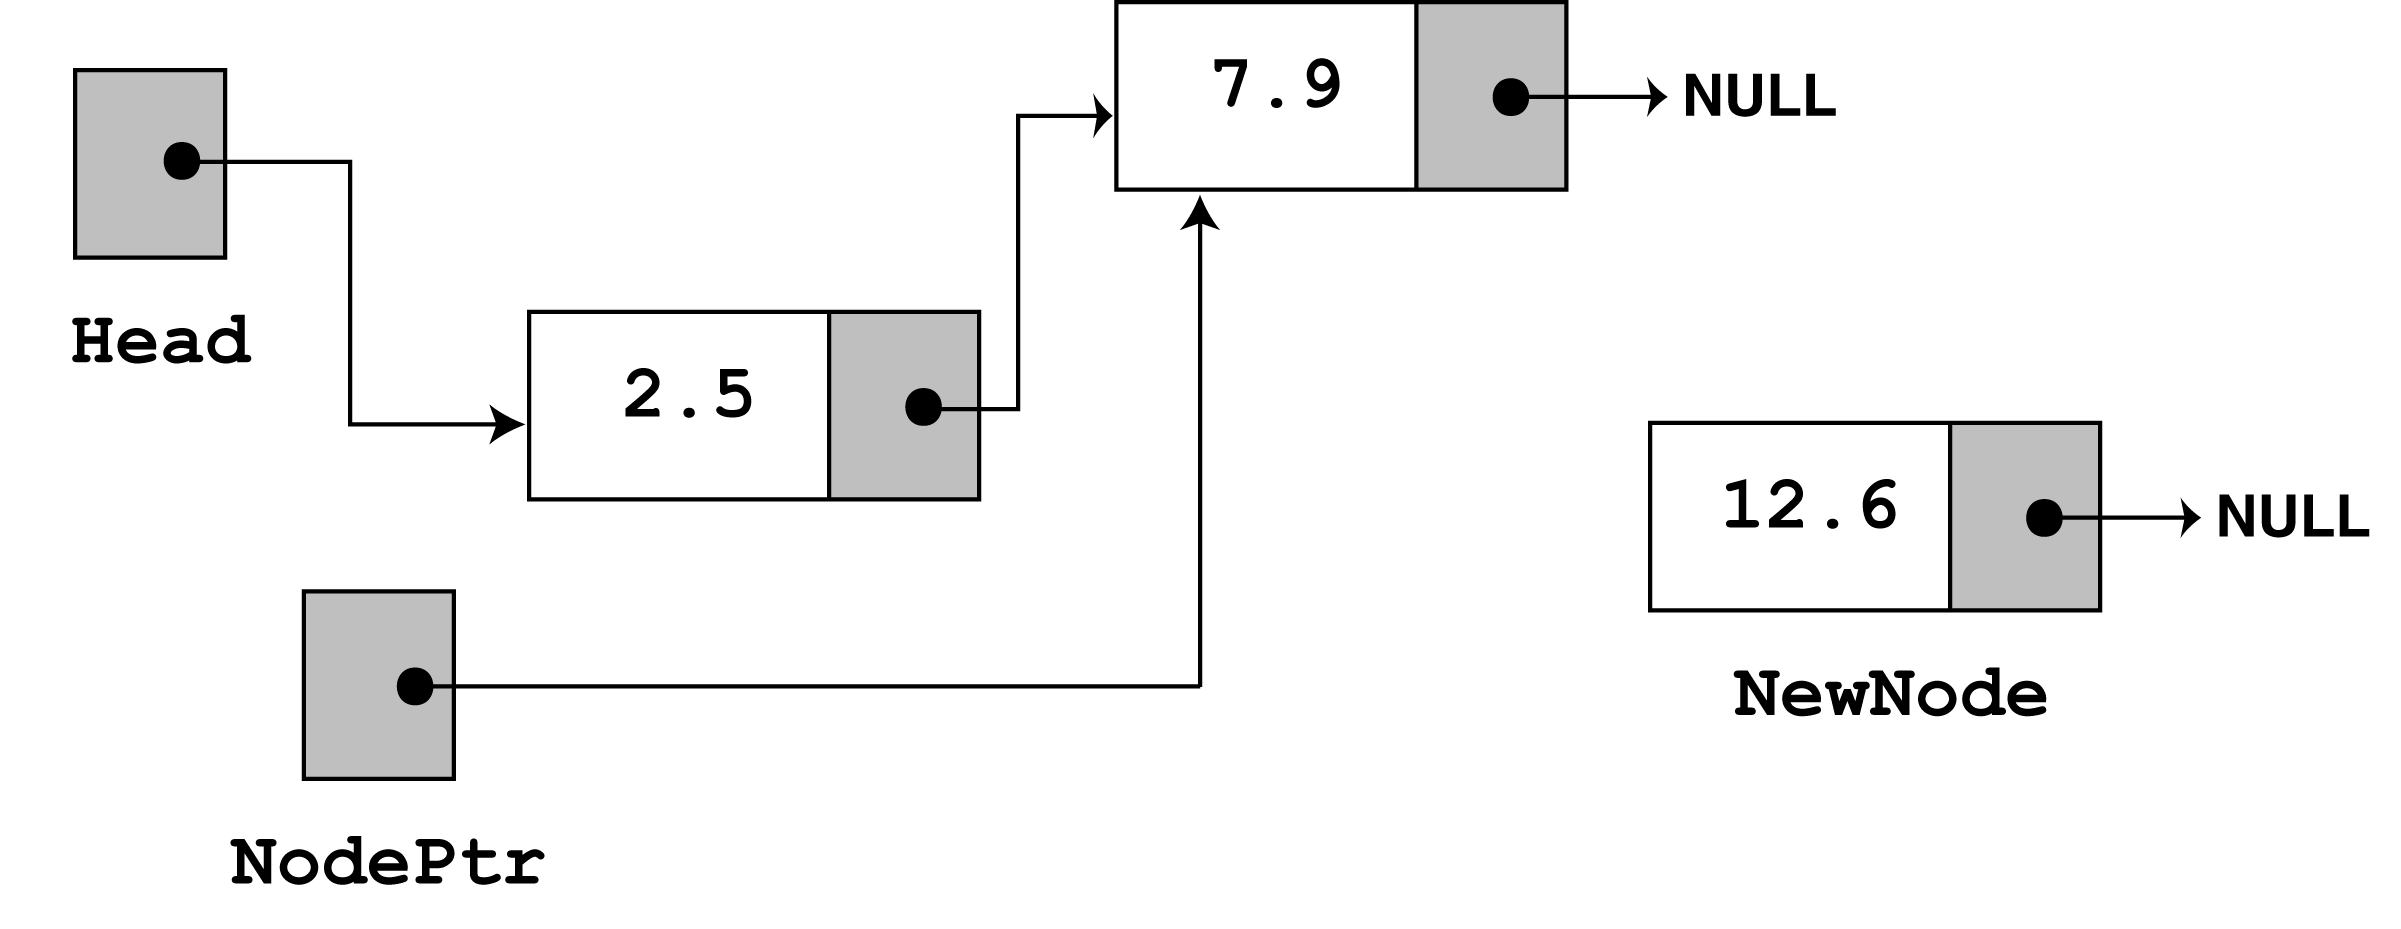 7.9
NULL
Head
2.5
12.6
NULL
NewNode
NodePtr